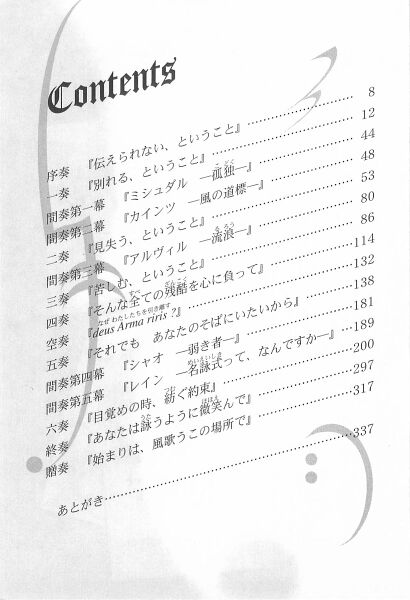 Contents
序奏 『伝えられない、ということ』 8
一奏 『別れる、ということ』 12
間奏第一幕 『ミシュダル ―孤独―』 44
間奏第二幕 『カインツ ―風の道標―』 48
二奏 『見失う、ということ』 53
間奏第三幕 『アルヴィル ―流浪―』 80
三奏 『苦しむ、ということ』 86
四奏 『そんな全ての残酷を心に負って』 114
空奏 『deus Arma riris ?』 132
五奏 『それでも あなたのそばにいたいから』 138
間奏第四幕 『シャオ ―弱き者―』 181
間奏第五幕 『レイン ―名詠式って、なんですか―』 189
六奏 『目覚めの時、紡ぐ約束』 200
終奏 『あなたは詠うように微笑んで』 297
贈奏 『始まりは、風歌うこの場所で』 317
あとがき 337